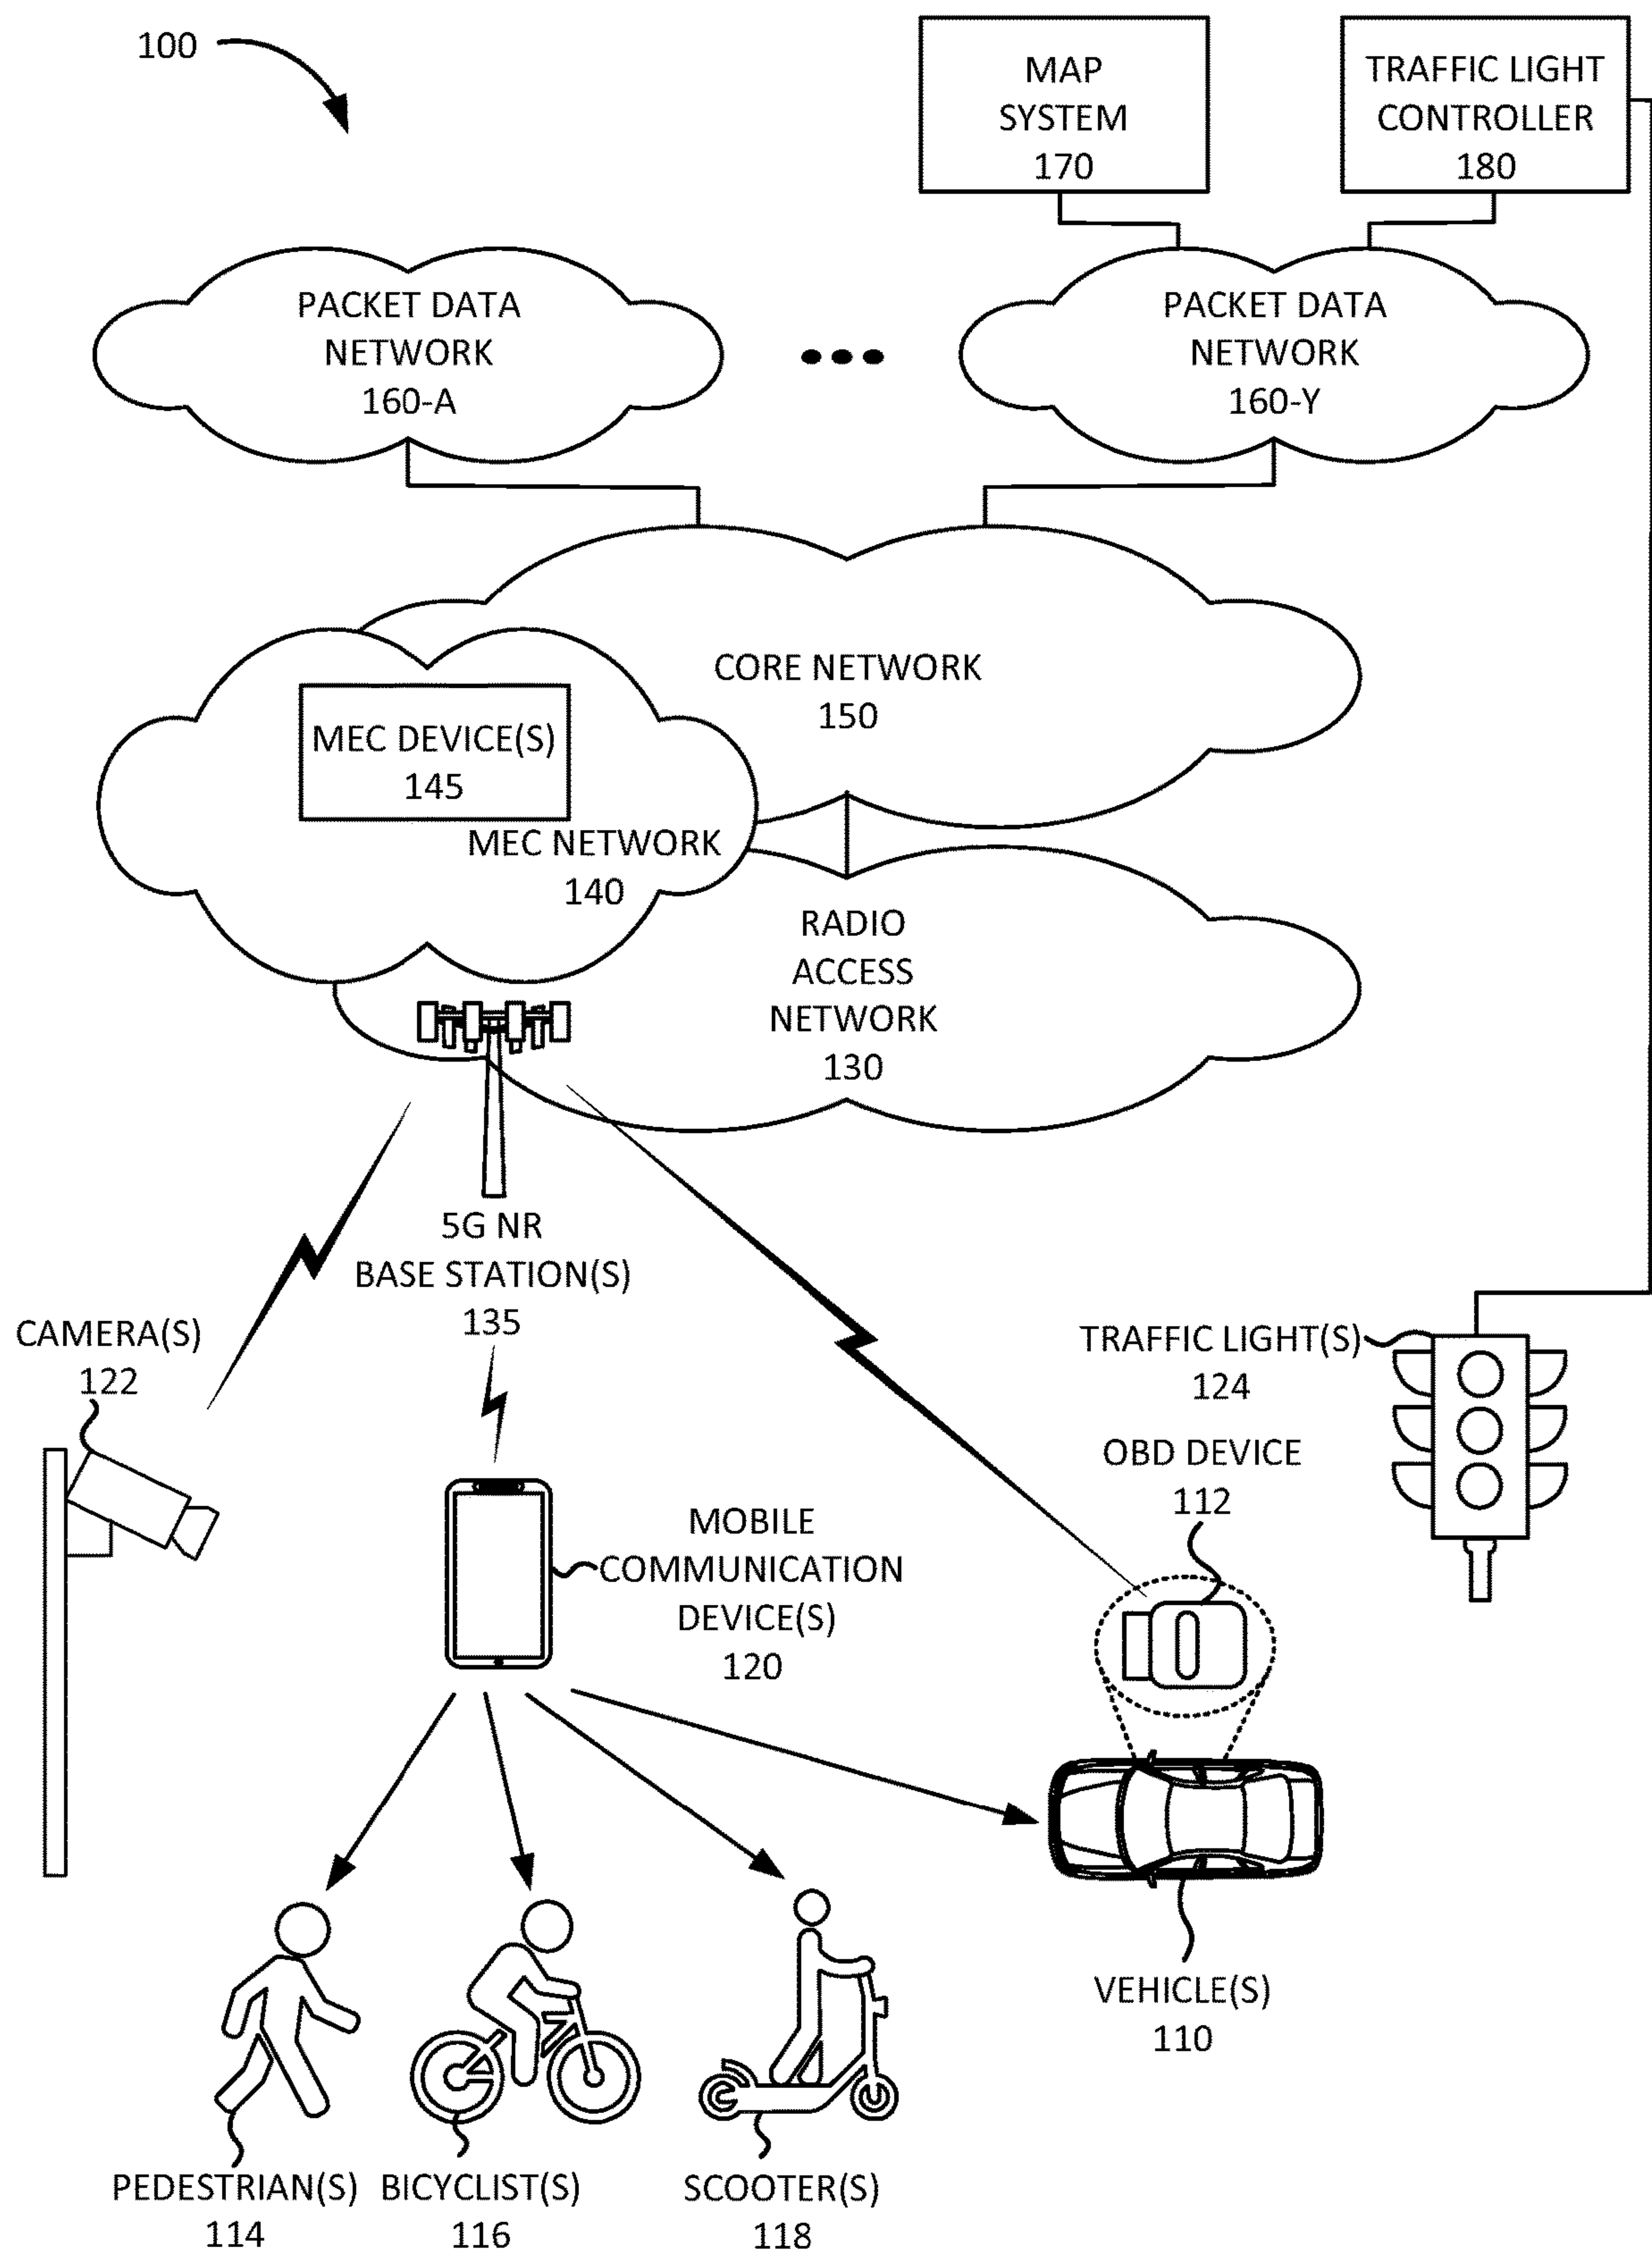 100
MAP
SYSTEM
170
TRAFFIC LIGHT
CONTROLLER
180
PACKET DATA
NETWORK
160-A
PACKET DATA
NETWORK
160-Y
CORE NETWORK
150
MEC DEVICE(S)
145
MEC NETWORK
140
RADIO
ACCESS
NETWORK
130
5G NR
BASE STATION(S)
135
CAMERA(S)
122
TRAFFIC LIGHT(S)
124
OBD DEVICE
112
MOBILE
COMMUNICATION
DEVICE(S)
120
VEHICLE(S)
110
PEDESTRIAN(S)
114
BICYCLIST(S)
116
SCOOTER(S)
118